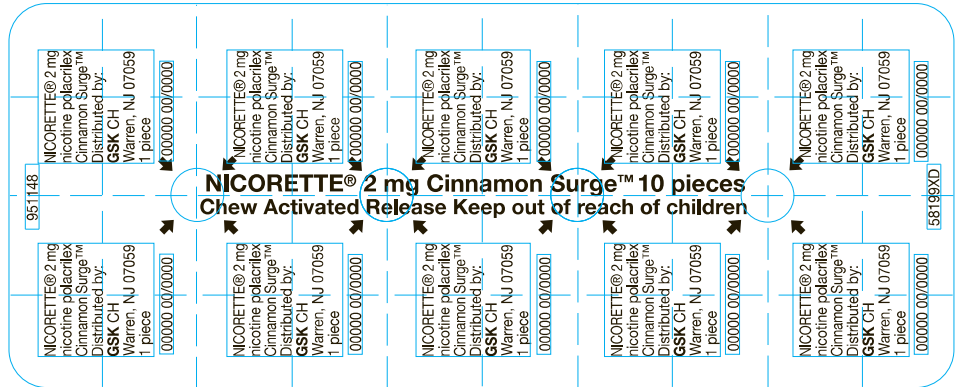 NICORETTE® 2 mg
nicotine polacrilex
Cinnamon Surge™
Distributed by:
GSK CH
Warren, NJ 07059
1 piece
00000 00/0000
NICORETTE® 2 mg
nicotine polacrilex
Cinnamon Surge™
Distributed by:
GSK CH
Warren, NJ 07059
1 piece
00000 00/0000
NICORETTE® 2 mg
nicotine polacrilex
Cinnamon Surge™
Distributed by:
GSK CH
Warren, NJ 07059
1 piece
00000 00/0000
NICORETTE® 2 mg
nicotine polacrilex
Cinnamon Surge™
Distributed by:
GSK CH
Warren, NJ 07059
1 piece
00000 00/0000
NICORETTE® 2 mg
nicotine polacrilex
Cinnamon Surge™
Distributed by:
GSK CH
Warren, NJ 07059
1 piece
00000 00/0000
951148
NICORETTE® 2 mg Cinnamon Surge™ 10 pieces
Chew Activated Release Keep out of reach of children
58199XD
NICORETTE® 2 mg
nicotine polacrilex
Cinnamon Surge™
Distributed by:
GSK CH
Warren, NJ 07059
1 piece
00000 00/0000
NICORETTE® 2 mg
nicotine polacrilex
Cinnamon Surge™
Distributed by:
GSK CH
Warren, NJ 07059
1 piece
00000 00/0000
NICORETTE® 2 mg
nicotine polacrilex
Cinnamon Surge™
Distributed by:
GSK CH
Warren, NJ 07059
1 piece
00000 00/0000
NICORETTE® 2 mg
nicotine polacrilex
Cinnamon Surge™
Distributed by:
GSK CH
Warren, NJ 07059
1 piece
00000 00/0000
NICORETTE® 2 mg
nicotine polacrilex
Cinnamon Surge™
Distributed by:
GSK CH
Warren, NJ 07059
1 piece
00000 00/0000